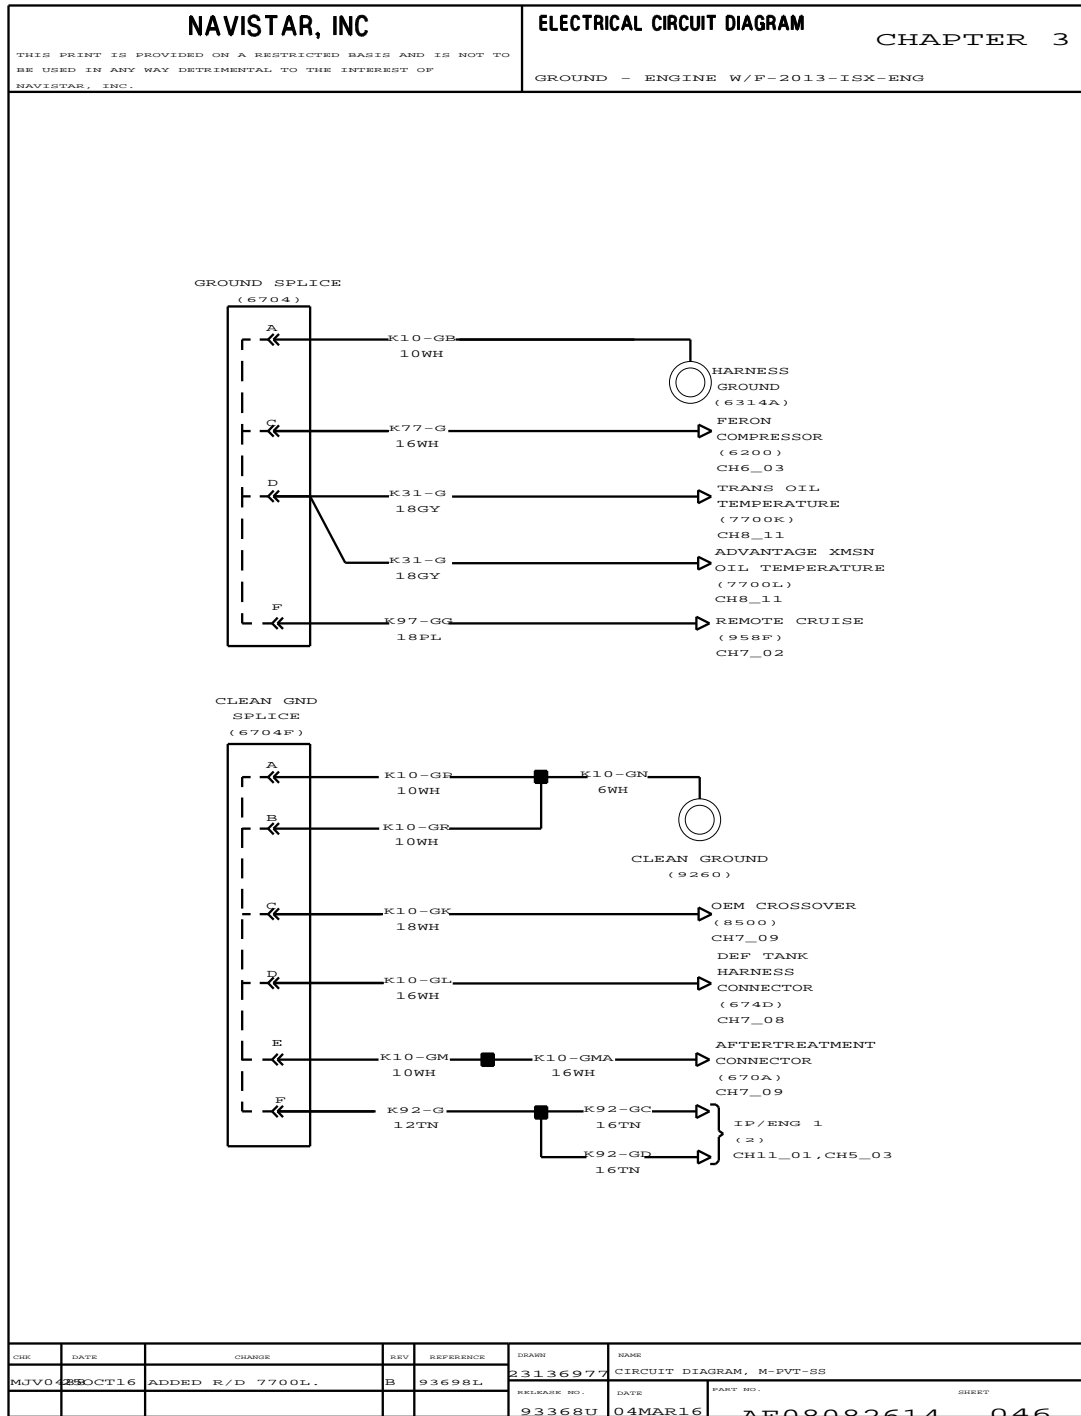 NAVISTAR, INC
THIS PRINT IS PROVIDED ON A RESTRICTED BASIS AND IS NOT TO
BE USED IN ANY WAY DETRIMENTAL TO THE INTEREST OF
NAVISTAR, INC.
ELECTRICAL CIRCUIT DIAGRAM
CHAPTER 3
GROUND - ENGINE W/F-2013-ISX-ENG
GROUND SPLICE
(6704)
A
K10-GB
10WH
HARNESS
GROUND
(6314A)
C
K77-G
16WH
FERON
COMPRESSOR
(6200)
CH6_03
D
K31-G
18GY
TRANS OIL
TEMPERATURE
(7700K)
CH8_11
K31-G
18GY
ADVANTAGE XMSN
OIL TEMPERATURE
(7700L)
CH8_11
F
K97-GG
18PL
REMOTE CRUISE
(958F)
CH7_02
CLEAN GND
SPLICE
(6704F)
A
10WH
K10-GN
6WH
B
K10-GR
10WH
CLEAN GROUND
(9260)
C
K10-GK
18WH
OEM CROSSOVER
(8500)
CH7_09
D
K10-GL
16WH
DEF TANK
HARNESS
CONNECTOR
(674D)
CH7_08
E
K10-GM
10WH
K10-GMA
16WH
AFTERTREATMENT
CONNECTOR
(670A)
CH7_09
F
K92-G
12TN
K92-GC
16TN
K92-GD
16TN
IP/ENG 1
(2)
CH11_01,CH5_03
CHK DATE CHANGE REV REFERENCE
ADDED R/D 7700L. B 93698L
DRAWN
23136977
NAME
CIRCUIT DIAGRAM, M-PVT-SS
RELEASE NO.
93368U
DATE
04MAR16
PART NO.
AE08082614
SHEET
046